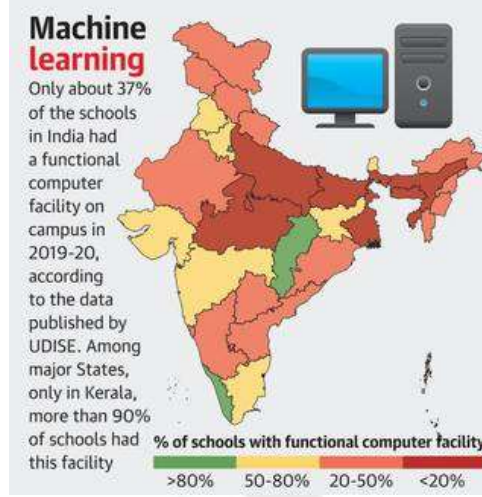 Machine
learning
Only about 37%
of the schools
in India had
a functional
computer
facility on
campus in
2019-20,
according
to the data
published by
UDISE. Among
major States,
only in Kerala,
more than 90%
of schools had
this facility
% of schools with functional computer facility
>80% 50-80% 20-50% <20%